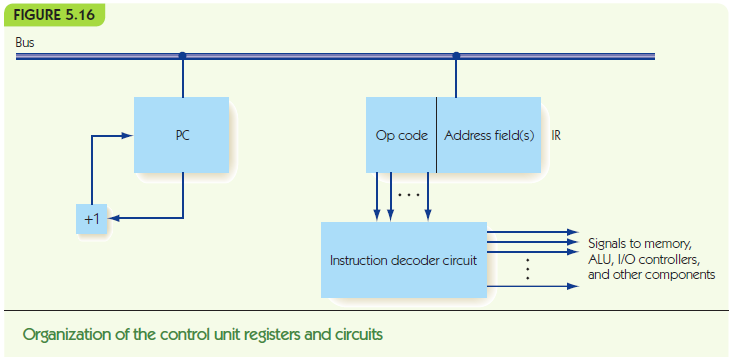 FIGURE 5.16
Bus
PC
Op code
Address field(s)
IR
. . .
+1
Instruction decoder circuit
Signals to memory,
ALU, I/O controllers,
and other components
Organization of the control unit registers and circuits